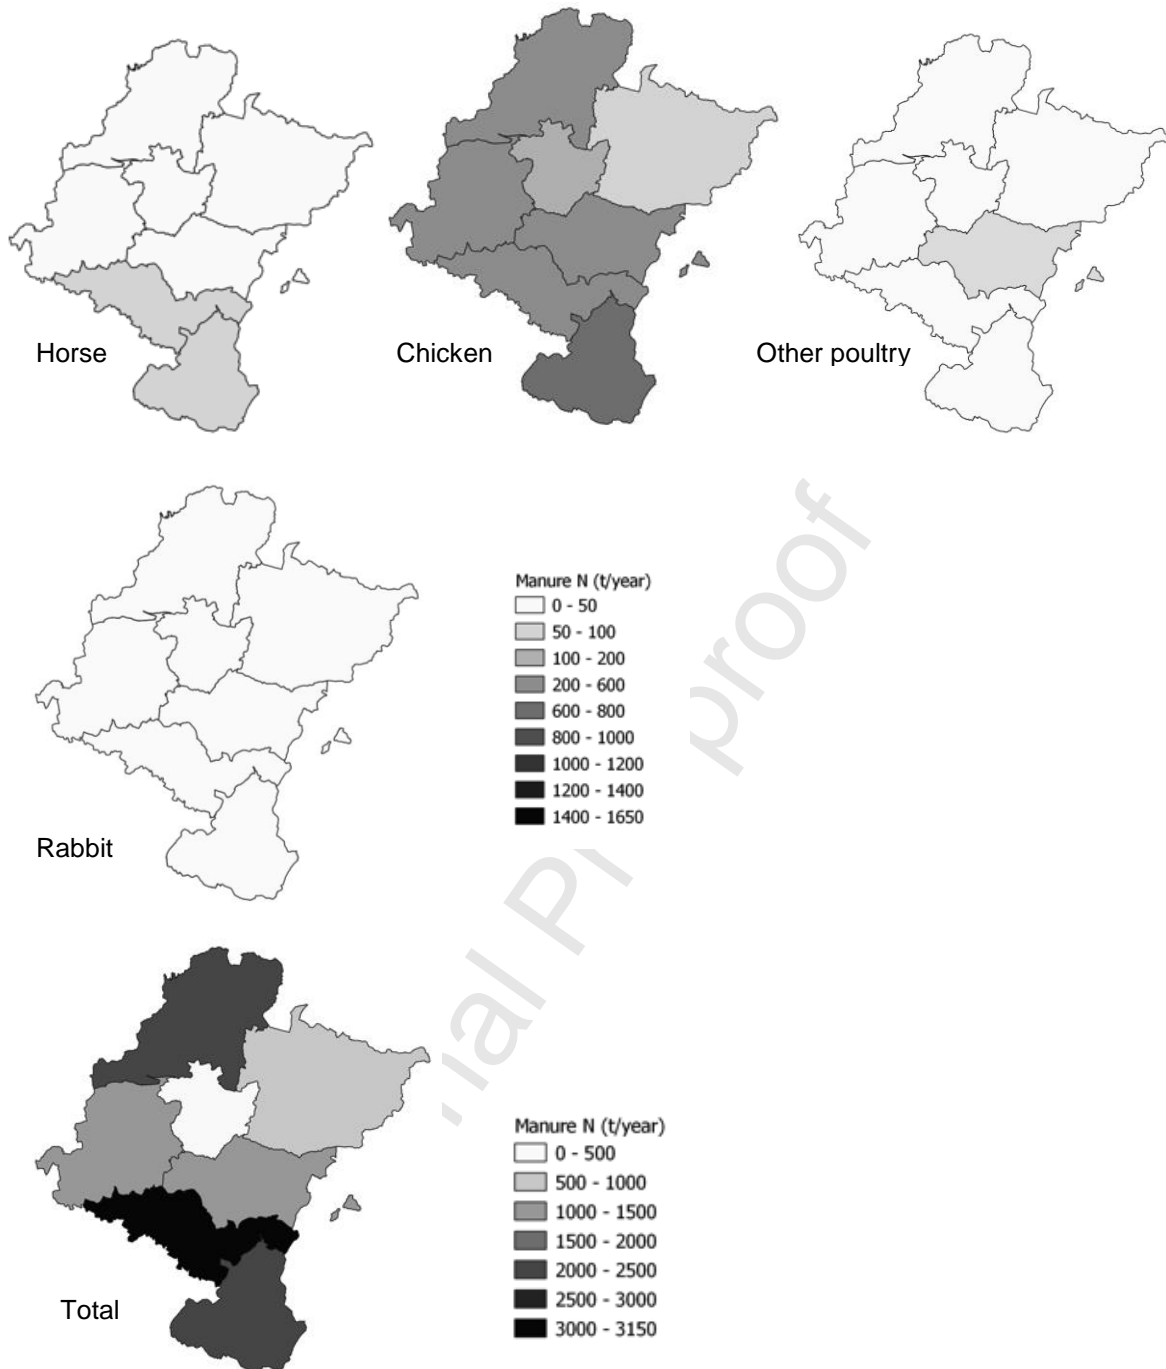 Horse
Chicken
Other poultry
Manure N (t/year)
0 - 50
50 - 100
100 - 200
200 - 600
600 - 800
800 - 1000
1000 - 1200
1200 - 1400
1400 - 1650
Rabbit
nal P proof
Manure N (t/year)
0 - 500
500 - 1000
1000 - 1500
1500 - 2000
2000 - 2500
2500 - 3000
3000 - 3150
Total